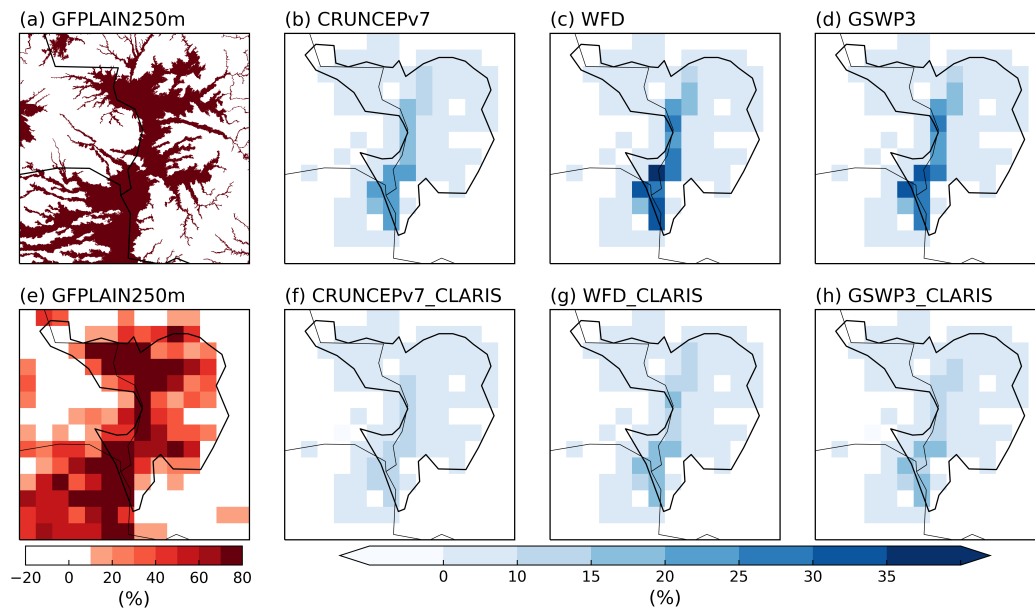 (a) GFPLAIN250m (b) CRUNCEPv7 (c) WFD (d) GSWP3
(e) GFPLAIN250m (f) CRUNCEPv7_CLARIS (g) WFD_CLARIS (h) GSWP3_CLARIS
−20 0 20 40 60 80 0 10 15 20 25 30 35
(%) (%)